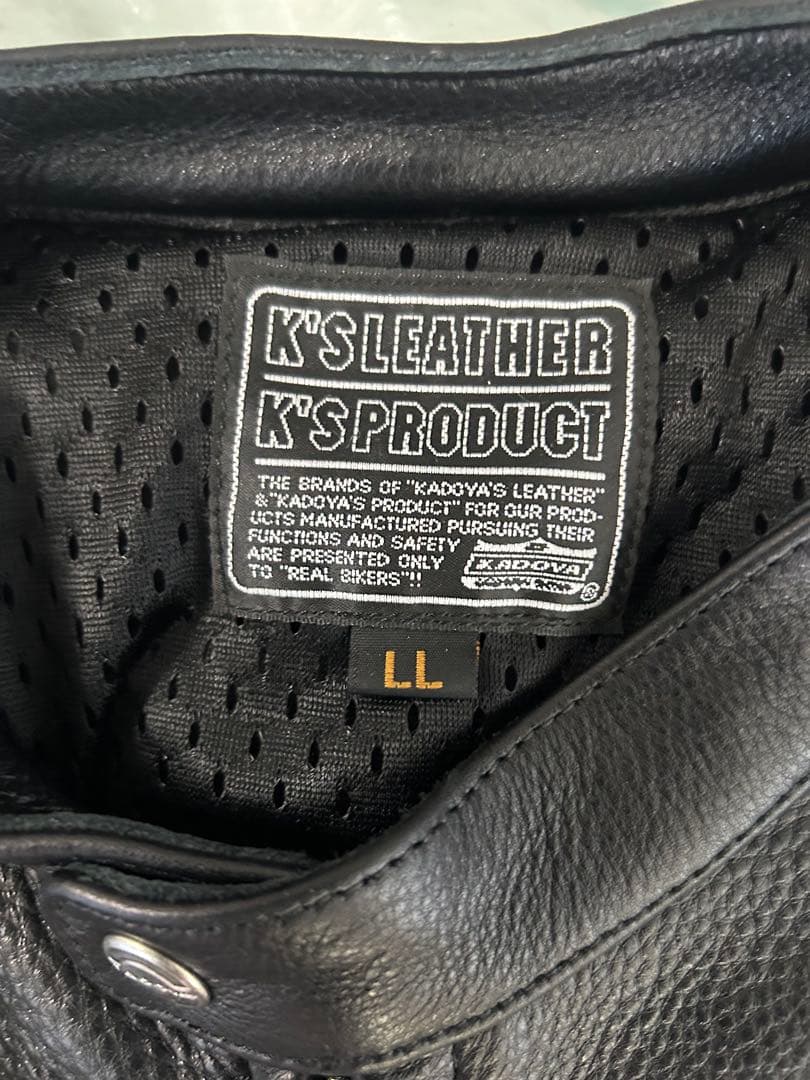 K'S LEATHER
K'S PRODUCT
THE BRANDS OF "KADOYA'S LEATHER"
&"KADOYA'S PRODUCT" FOR OUR PROD-
UCTS MANUFACTURED PURSUING THEIR
FUNCTIONS AND SAFETY
ARE PRESENTED ONLY
TO "REAL BIKERS"!!
KADOYA
®
LL